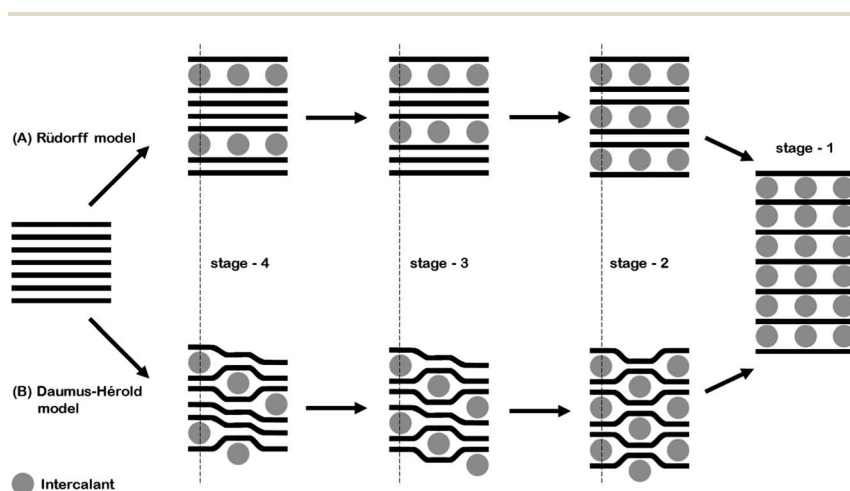 (A) Rüdorff model
stage - 1
stage - 4
stage - 3
stage - 2
(B) Daumus-Hérold
model
Intercalant